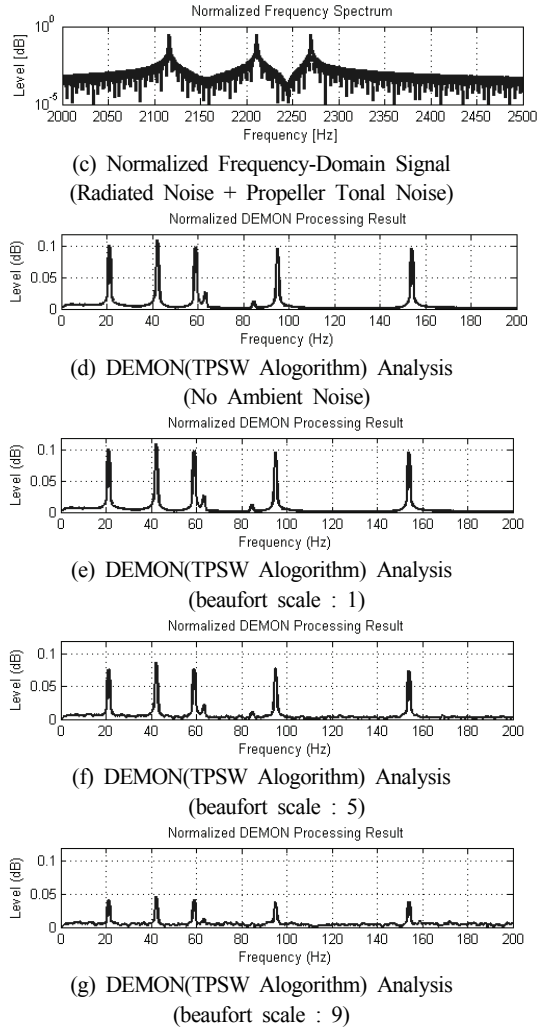 Normalized Frequency Spectrum
10^0
10^-5
Level [dB]
2000 2050 2100 2150 2200 2250 2300 2350 2400 2450 2500
Frequency [Hz]
(c) Normalized Frequency-Domain Signal
(Radiated Noise + Propeller Tonal Noise)
Normalized DEMON Processing Result
0.1
0.05
0
Level (dB)
0 20 40 60 80 100 120 140 160 180 200
Frequency (Hz)
(d) DEMON(TPSW Alogorithm) Analysis
(No Ambient Noise)
Normalized DEMON Processing Result
0.1
0.05
0
Level (dB)
0 20 40 60 80 100 120 140 160 180 200
Frequency (Hz)
(e) DEMON(TPSW Alogorithm) Analysis
(beaufort scale : 1)
Normalized DEMON Processing Result
0.1
0.05
0
Level (dB)
0 20 40 60 80 100 120 140 160 180 200
Frequency (Hz)
(f) DEMON(TPSW Alogorithm) Analysis
(beaufort scale : 5)
Normalized DEMON Processing Result
0.1
0.05
0
Level (dB)
0 20 40 60 80 100 120 140 160 180 200
Frequency (Hz)
(g) DEMON(TPSW Alogorithm) Analysis
(beaufort scale : 9)